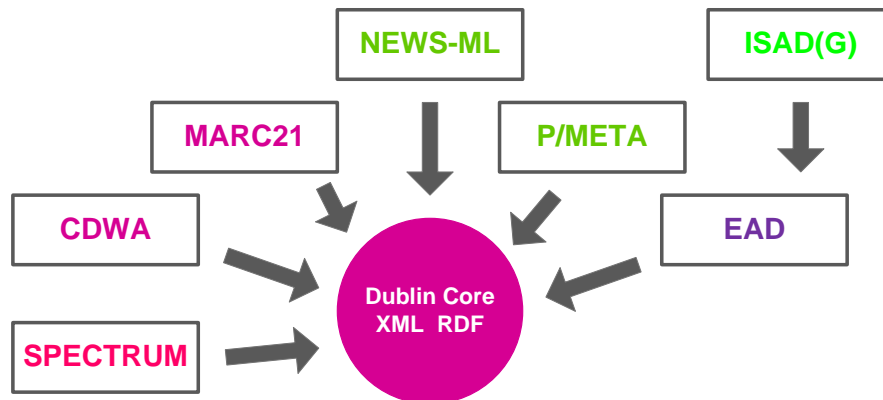 NEWS-ML
ISAD(G)
MARC21
P/META
CDWA
EAD
Dublin Core
XML RDF
SPECTRUM